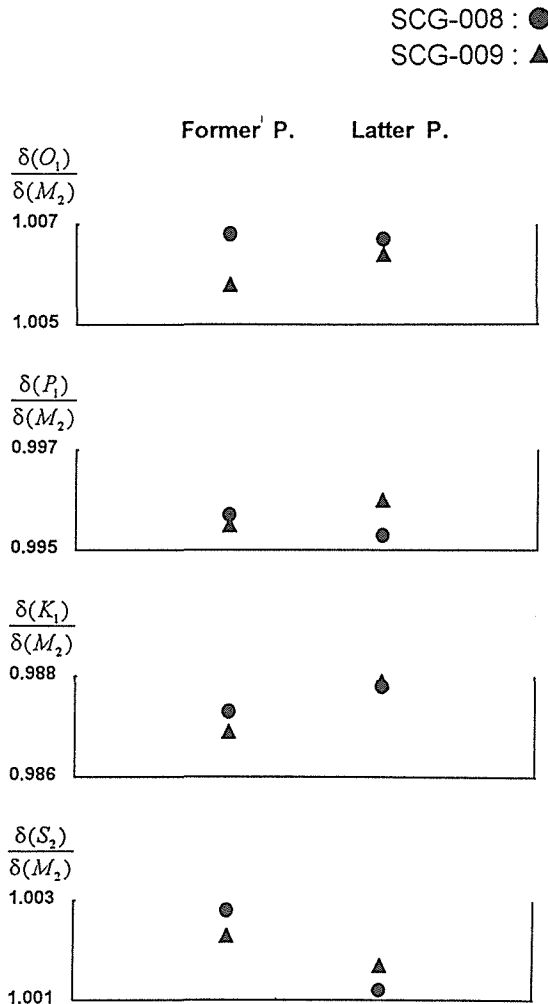 SCG-008 : ●
SCG-009 : ▲
Former P. Latter P.
δ(O₁)
δ(M₂)
1.007
1.005
δ(P₁)
δ(M₂)
0.997
0.995
δ(K₁)
δ(M₂)
0.988
0.986
δ(S₂)
δ(M₂)
1.003
1.001